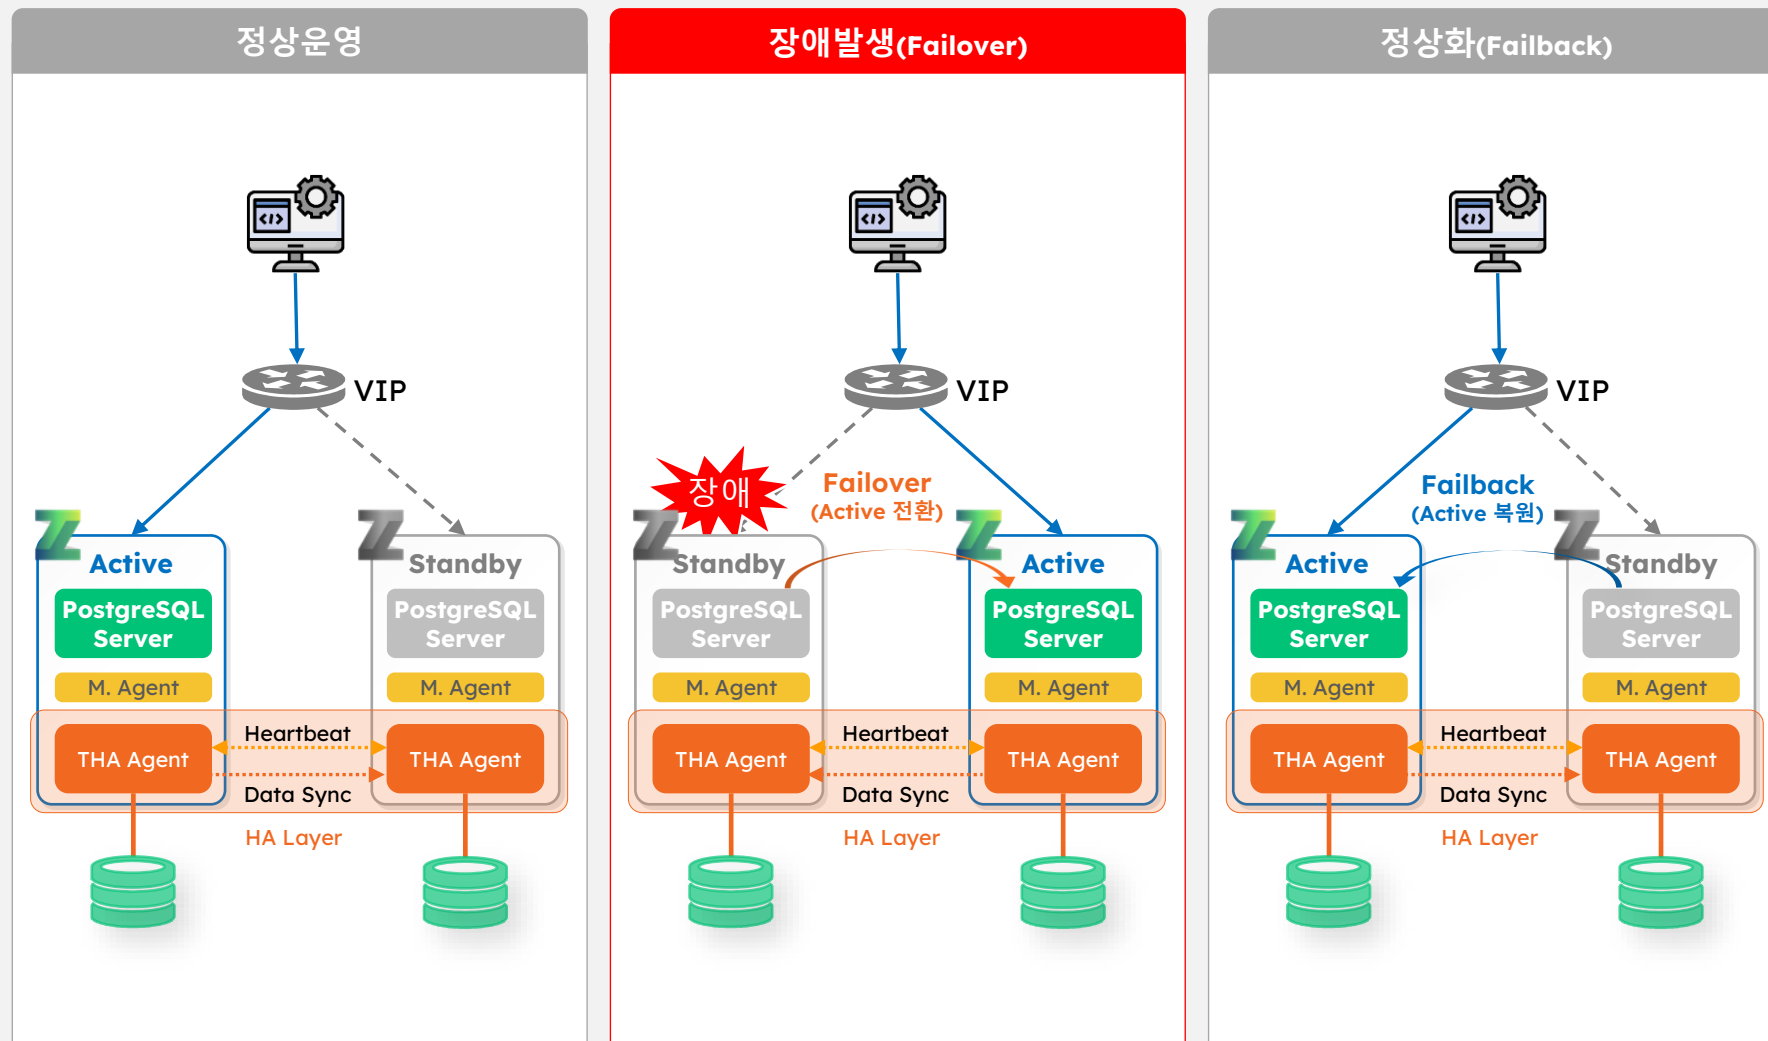 정상운영
</>
VIP
Active
Standby
PostgreSQL
Server
PostgreSQL
Server
M. Agent
M. Agent
THA Agent
Heartbeat
THA Agent
Data Sync
HA Layer
장애발생(Failover)
</>
VIP
장애
Failover
(Active 전환)
Standby
Active
PostgreSQL
Server
PostgreSQL
Server
M. Agent
M. Agent
THA Agent
Heartbeat
THA Agent
Data Sync
HA Layer
정상화(Failback)
</>
VIP
Failback
(Active 복원)
Active
Standby
PostgreSQL
Server
PostgreSQL
Server
M. Agent
M. Agent
THA Agent
Heartbeat
THA Agent
Data Sync
HA Layer